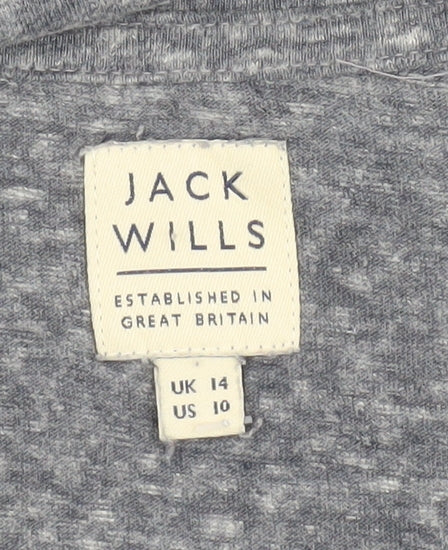 JACK
WILLS
ESTABLISHED IN
GREAT BRITAIN
UK 14
US 10